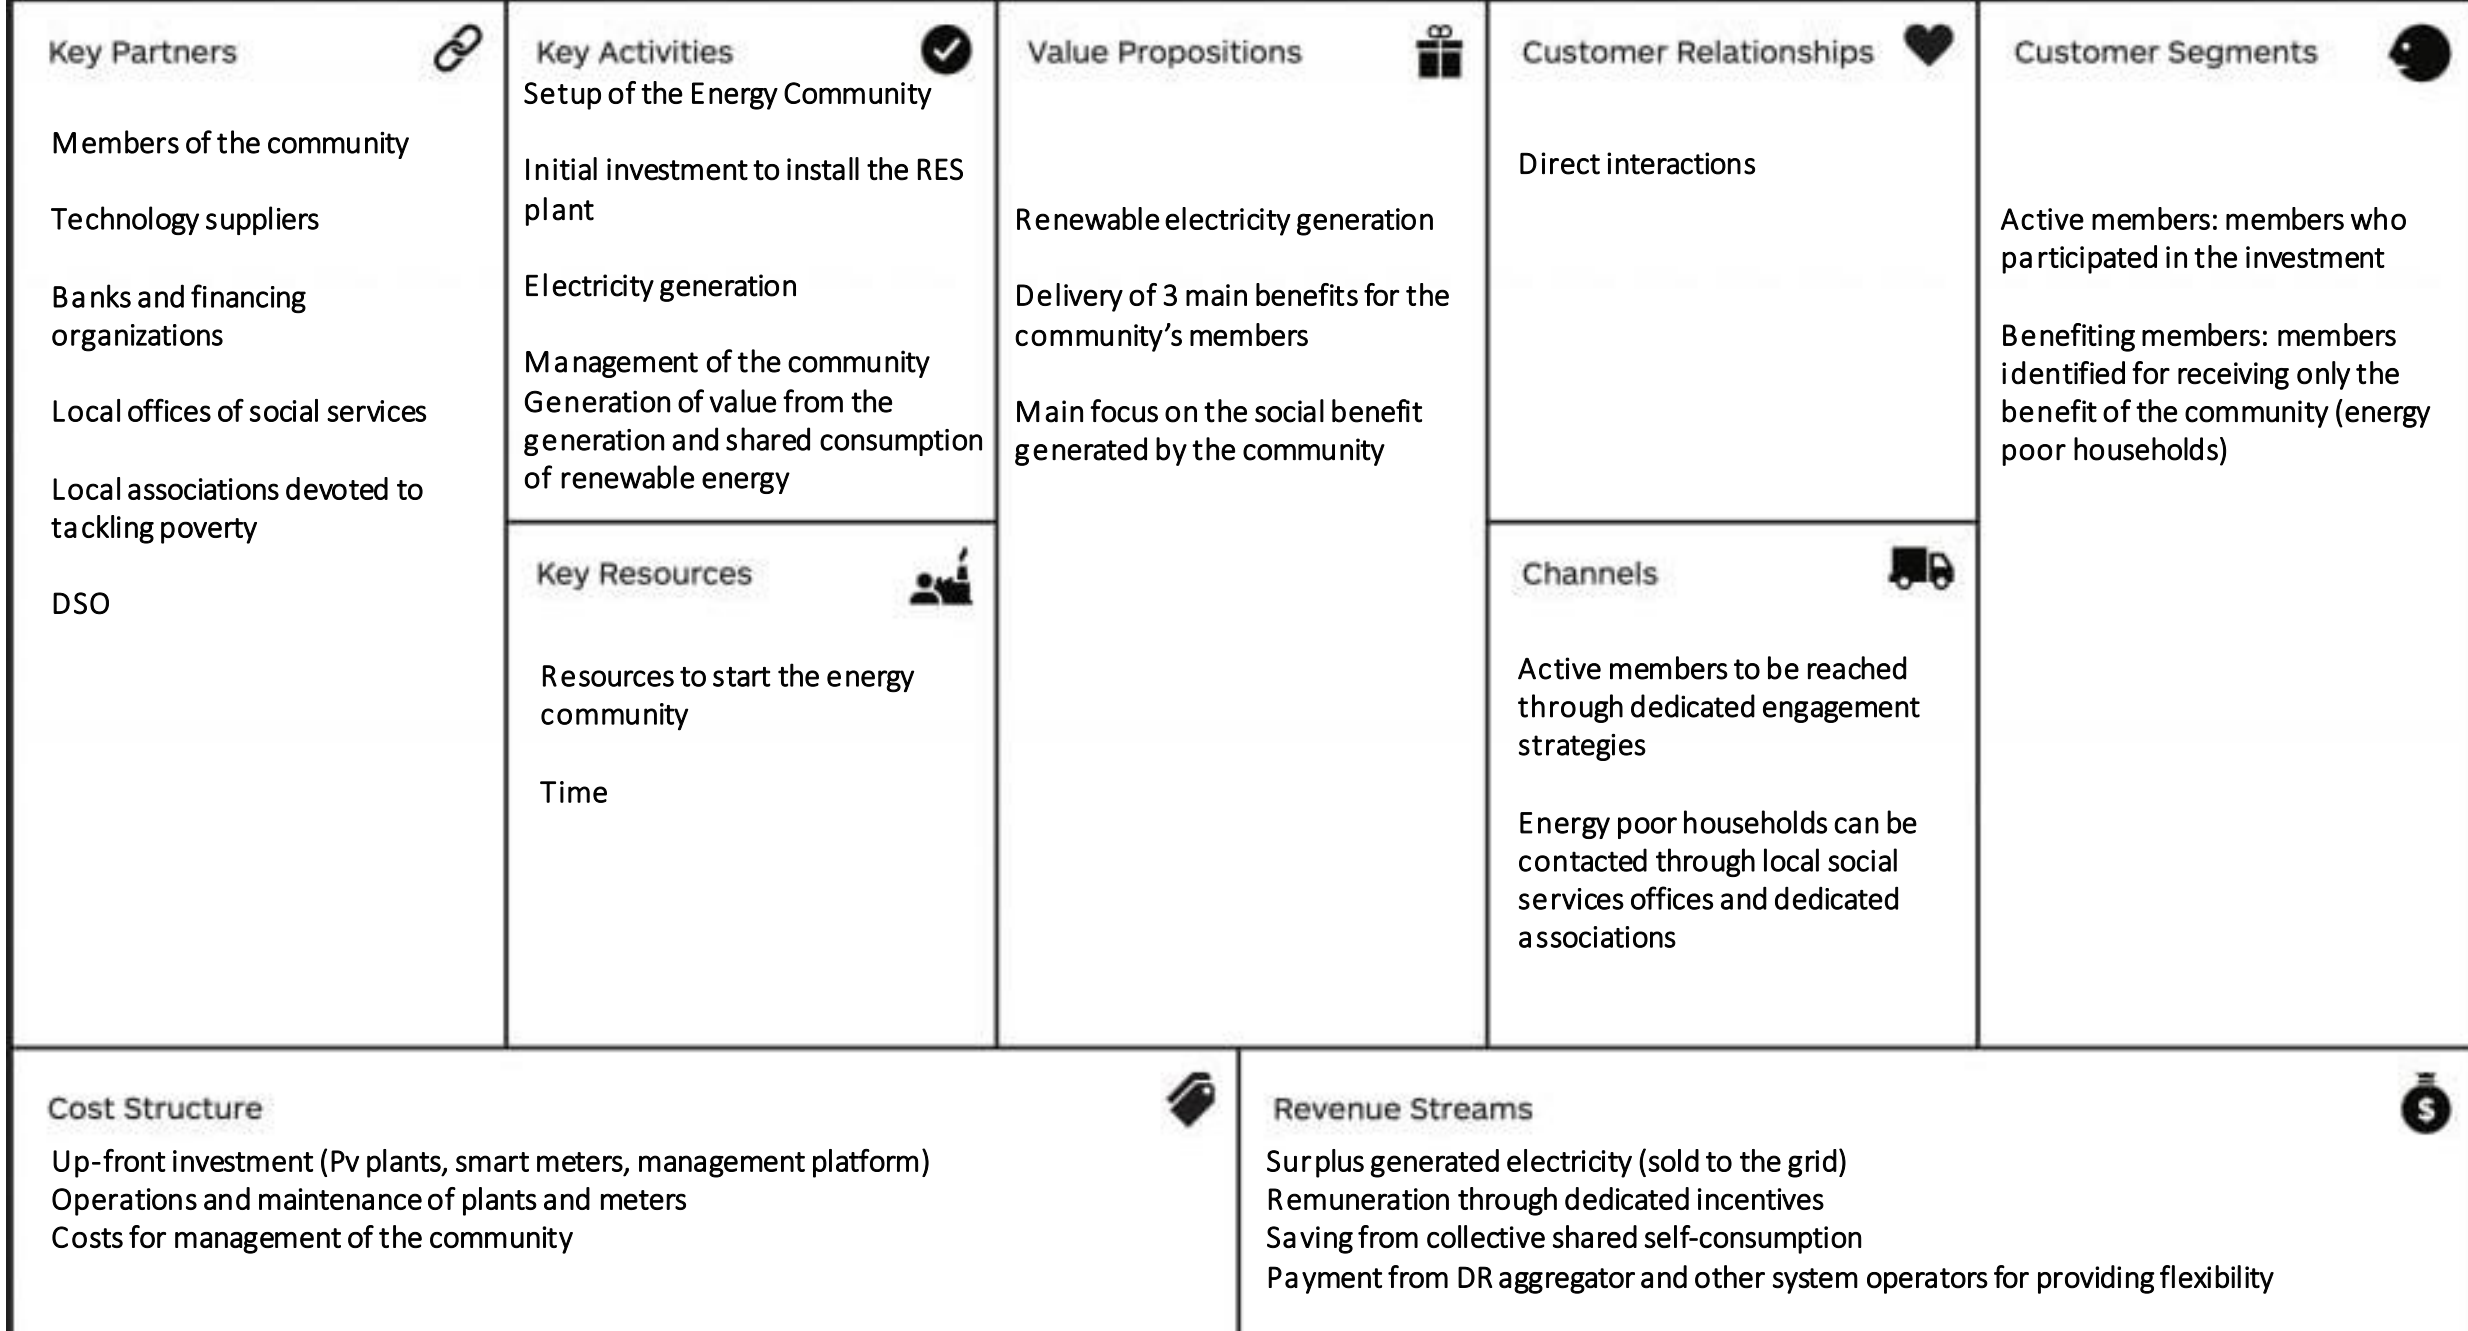 Key Partners
Members of the community
Technology suppliers
Banks and financing
organizations
Local offices of social services
Local associations devoted to
tackling poverty
DSO
Key Activities
Setup of the Energy Community
Initial investment to install the RES
plant
Electricity generation
Management of the community
Generation of value from the
generation and shared consumption
of renewable energy
Key Resources
Resources to start the energy
community
Time
Value Propositions
Renewable electricity generation
Delivery of 3 main benefits for the
community’s members
Main focus on the social benefit
generated by the community
Customer Relationships
Direct interactions
Channels
Active members to be reached
through dedicated engagement
strategies
Energy poor households can be
contacted through local social
services offices and dedicated
associations
Customer Segments
Active members: members who
participated in the investment
Benefiting members: members
identified for receiving only the
benefit of the community (energy
poor households)
Cost Structure
Up-front investment (Pv plants, smart meters, management platform)
Operations and maintenance of plants and meters
Costs for management of the community
Revenue Streams
$
Surplus generated electricity (sold to the grid)
Remuneration through dedicated incentives
Saving from collective shared self-consumption
Payment from DR aggregator and other system operators for providing flexibility